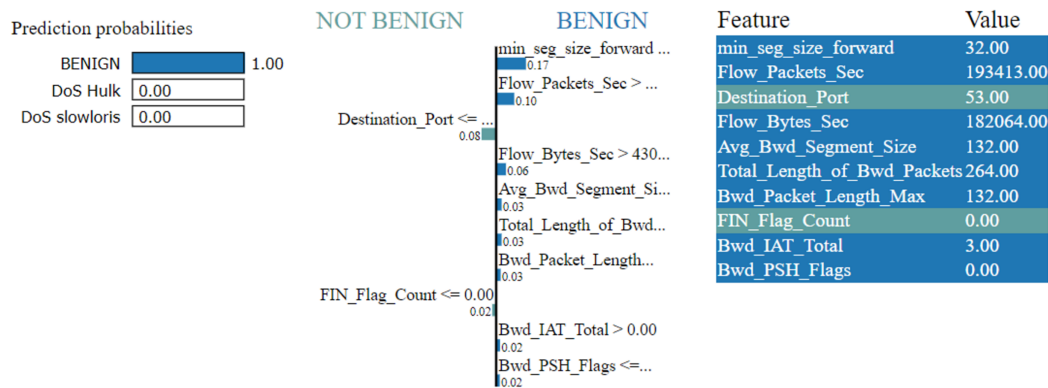 Prediction probabilities
BENIGN 1.00
DoS Hulk 0.00
DoS slowloris 0.00
NOT BENIGN BENIGN
min_seg_size_forward ...
0.17
Flow_Packets_Sec > ...
0.10
Destination_Port <= ...
0.08
Flow_Bytes_Sec > 430...
0.06
Avg_Bwd_Segment_Si...
0.03
Total_Length_of_Bwd...
0.03
Bwd_Packet_Length...
0.03
FIN_Flag_Count <= 0.00
0.02
Bwd_IAT_Total > 0.00
0.02
Bwd_PSH_Flags <=...
0.02
Feature Value
min_seg_size_forward 32.00
Flow_Packets_Sec 193413.00
Destination_Port 53.00
Flow_Bytes_Sec 182064.00
Avg_Bwd_Segment_Size 132.00
Total_Length_of_Bwd_Packets 264.00
Bwd_Packet_Length_Max 132.00
FIN_Flag_Count 0.00
Bwd_IAT_Total 3.00
Bwd_PSH_Flags 0.00